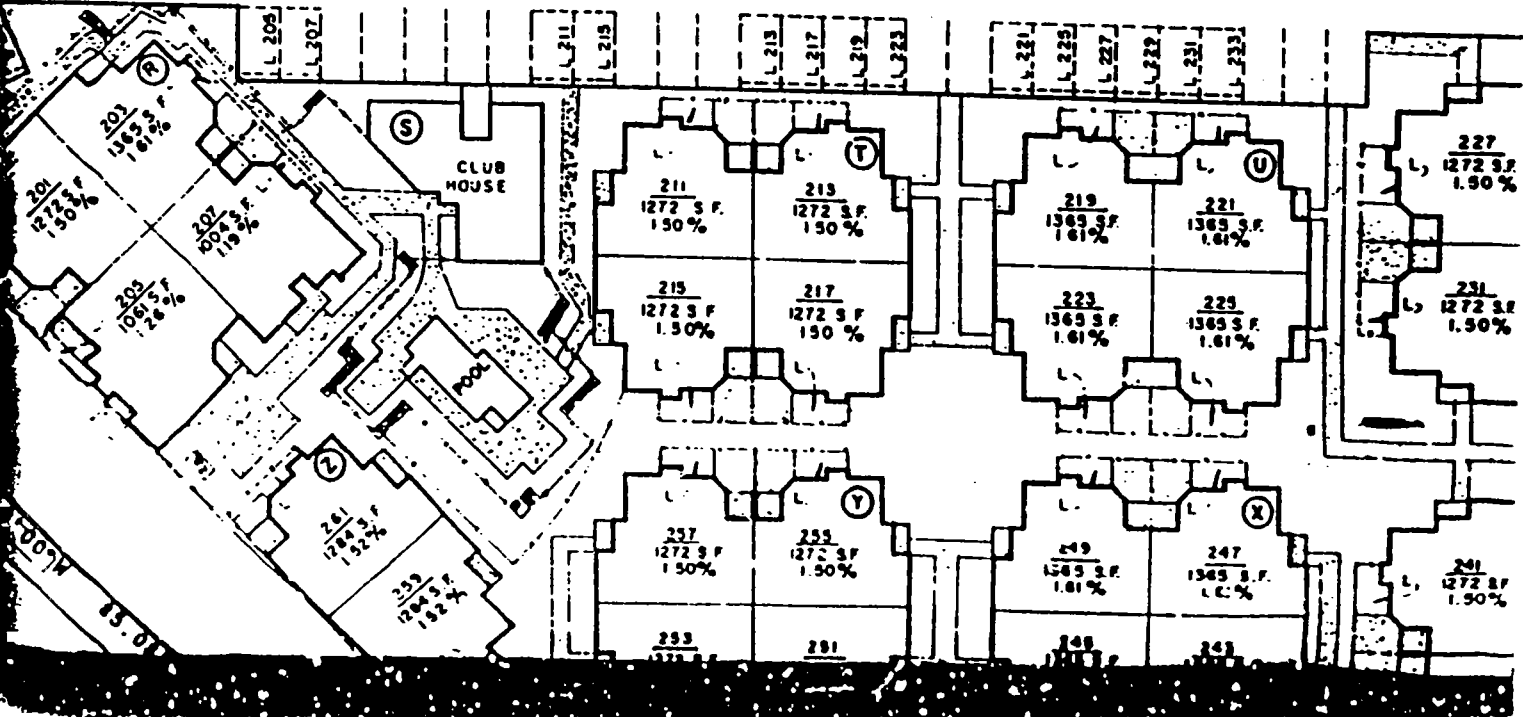 L 205
L 207
L 211
L 215
L 213
L 217
L 219
L 223
L 221
L 225
L 227
L 229
L 231
L 233
R
203
1365 S.F.
1 61%
201
1272 S F
1 50%
207
1004 S F.
1.19%
205
1061 S F
1 26%
S
CLUB
HOUSE
POOL
T
211
1272 S F.
1 50%
213
1272 S.F.
1 50%
215
1272 S.F.
1.50%
217
1272 S F
1 50 %
U
219
1365 S.F.
1.61%
221
1365 S.F.
1.61%
223
1365 S F.
1.61%
225
1365 S F.
1.61%
227
1272 S.F.
1.50%
231
1272 S.F.
1.50%
Z
261
1284 S.F
1 52%
259
1284 S.F.
1 52%
Y
257
1272 S F
1.50%
255
1272 S.F
1.50%
253
251
X
249
1365 S.F.
1.61%
247
1365 S.F.
245
243
241
1272 S F
1.50%